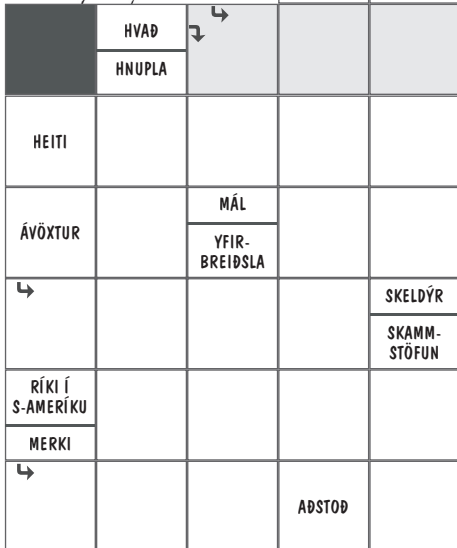 HVAÐ
HNUPLA
HEITI
ÁVÖXTUR
MÁL
YFIR-
BREIÐSLA
SKELDÝR
SKAMM-
STÖFUN
RÍKI Í
S-AMERÍKU
MERKI
AÐSTOÐ